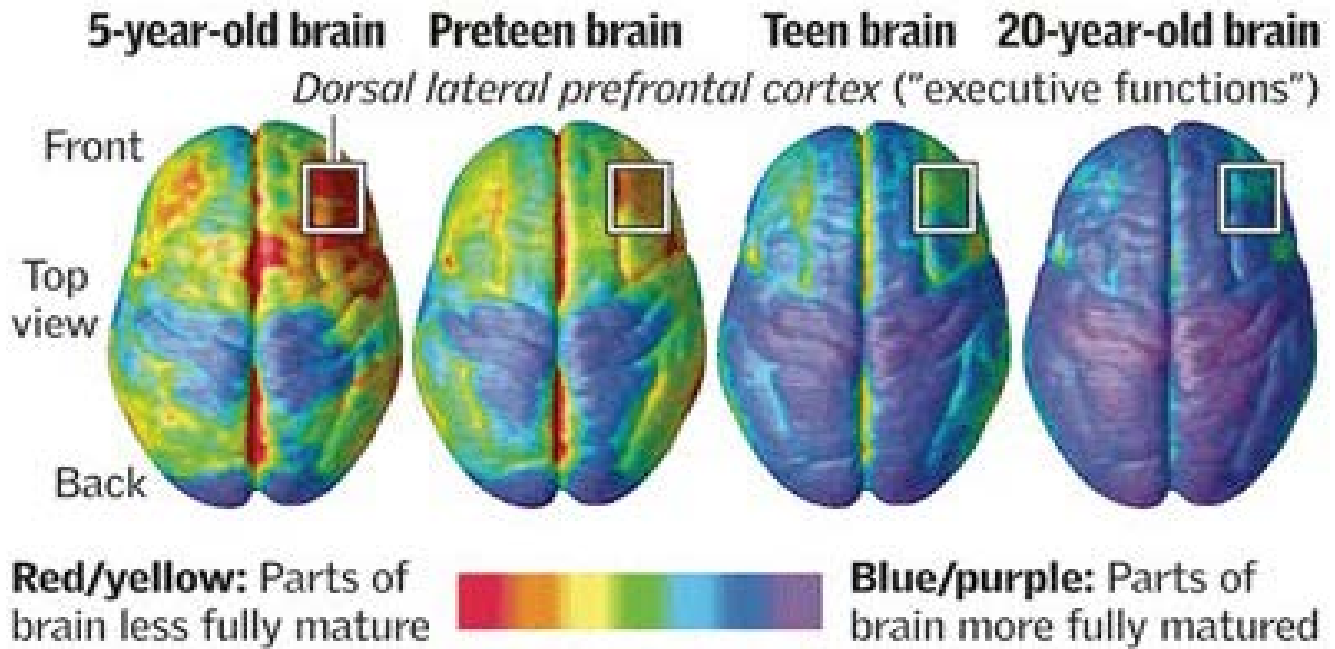 5-year-old brain Preteen brain Teen brain 20-year-old brain
Dorsal lateral prefrontal cortex ("executive functions")
Front
Top
view
Back
Red/yellow: Parts of
brain less fully mature
Blue/purple: Parts of
brain more fully matured